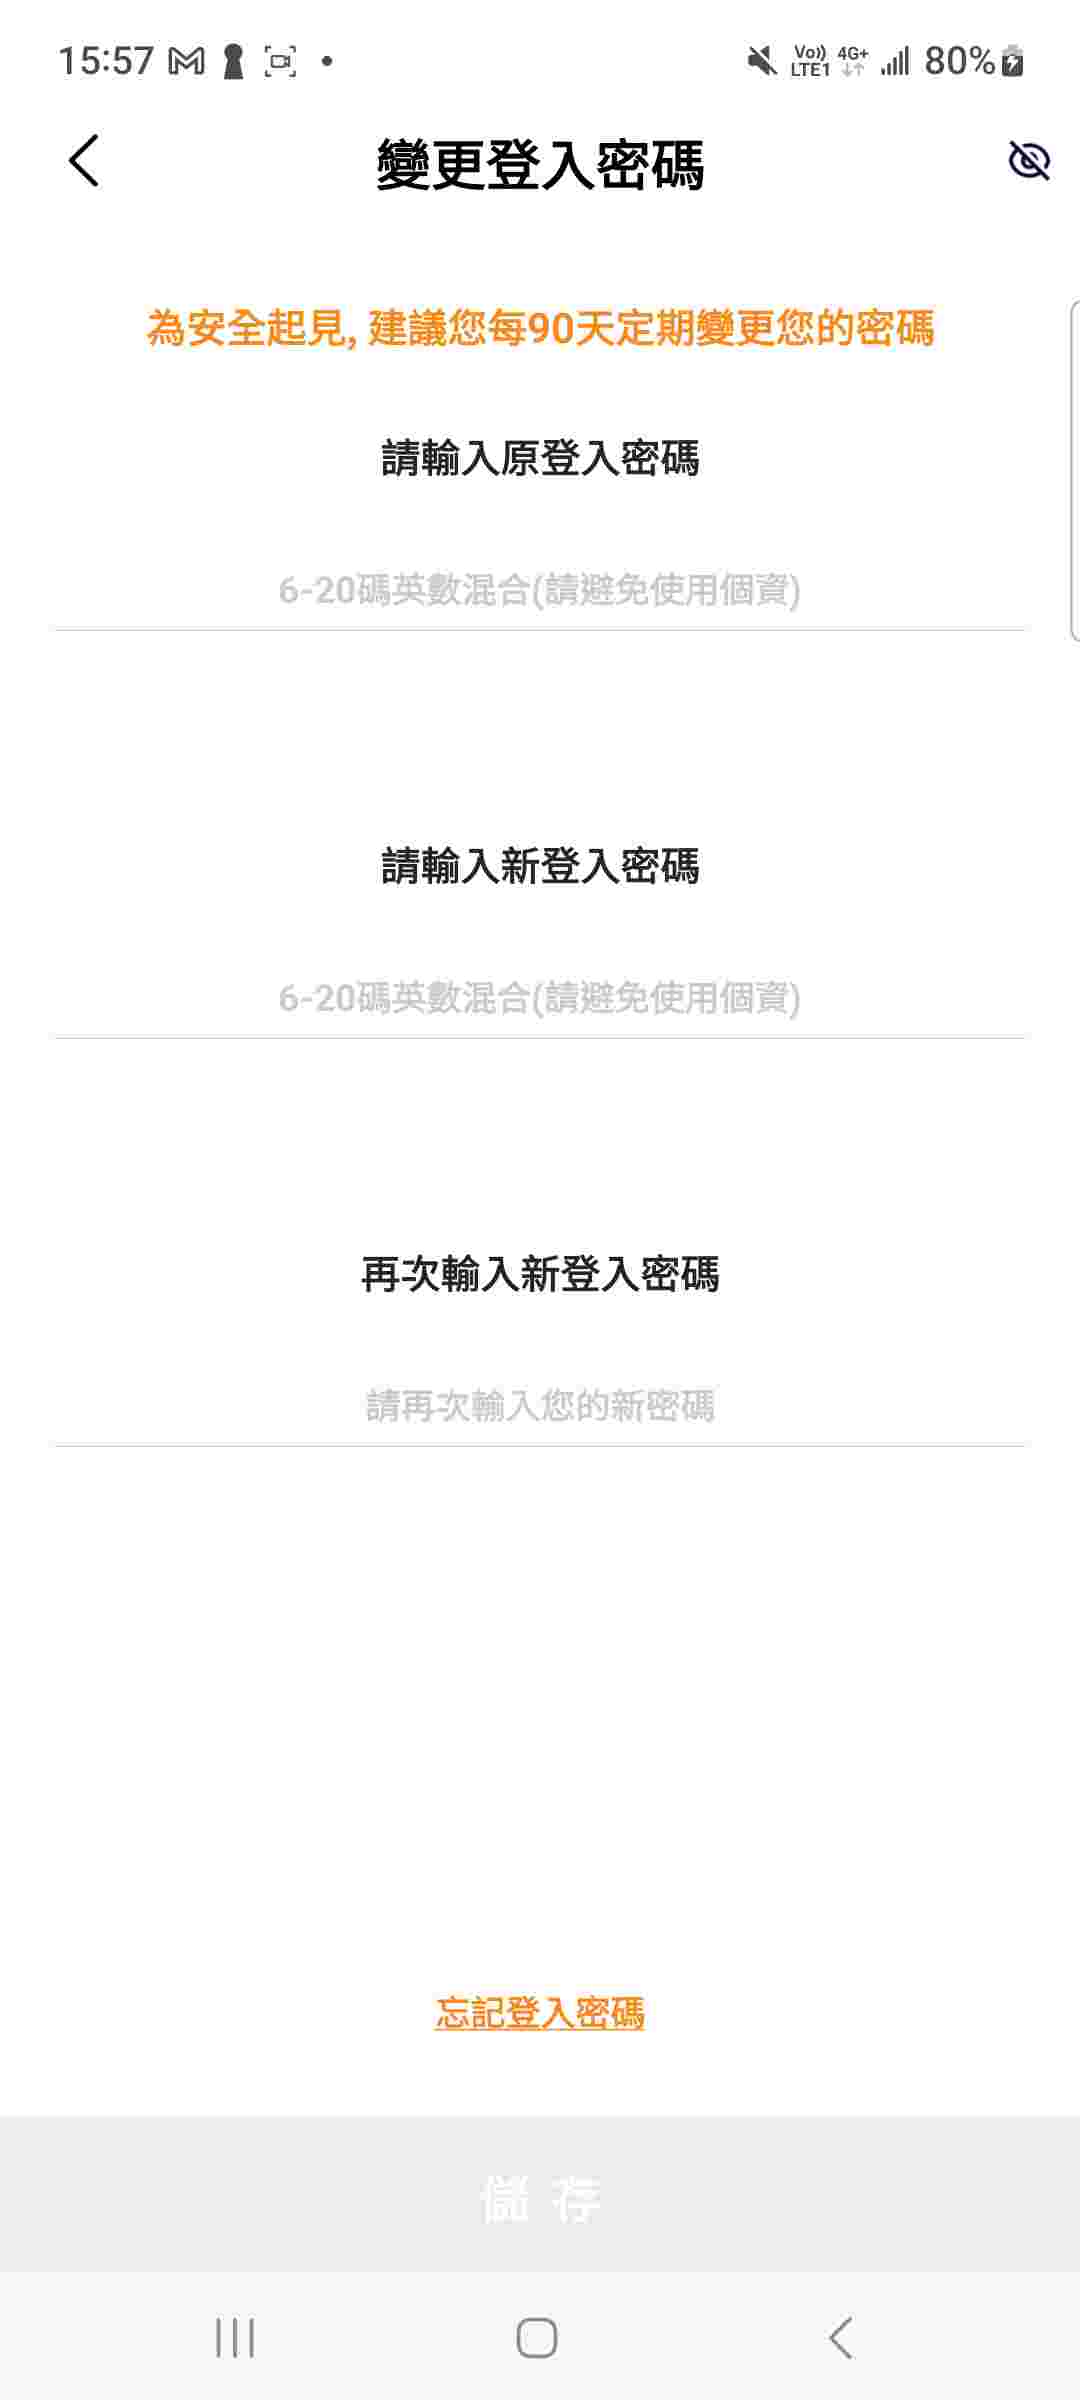 15:57
Vo)) LTE1 4G+ 80%
變更登入密碼
為安全起見, 建議您每90天定期變更您的密碼
請輸入原登入密碼
6-20碼英數混合(請避免使用個資)
請輸入新登入密碼
6-20碼英數混合(請避免使用個資)
再次輸入新登入密碼
請再次輸入您的新密碼
忘記登入密碼
儲 存